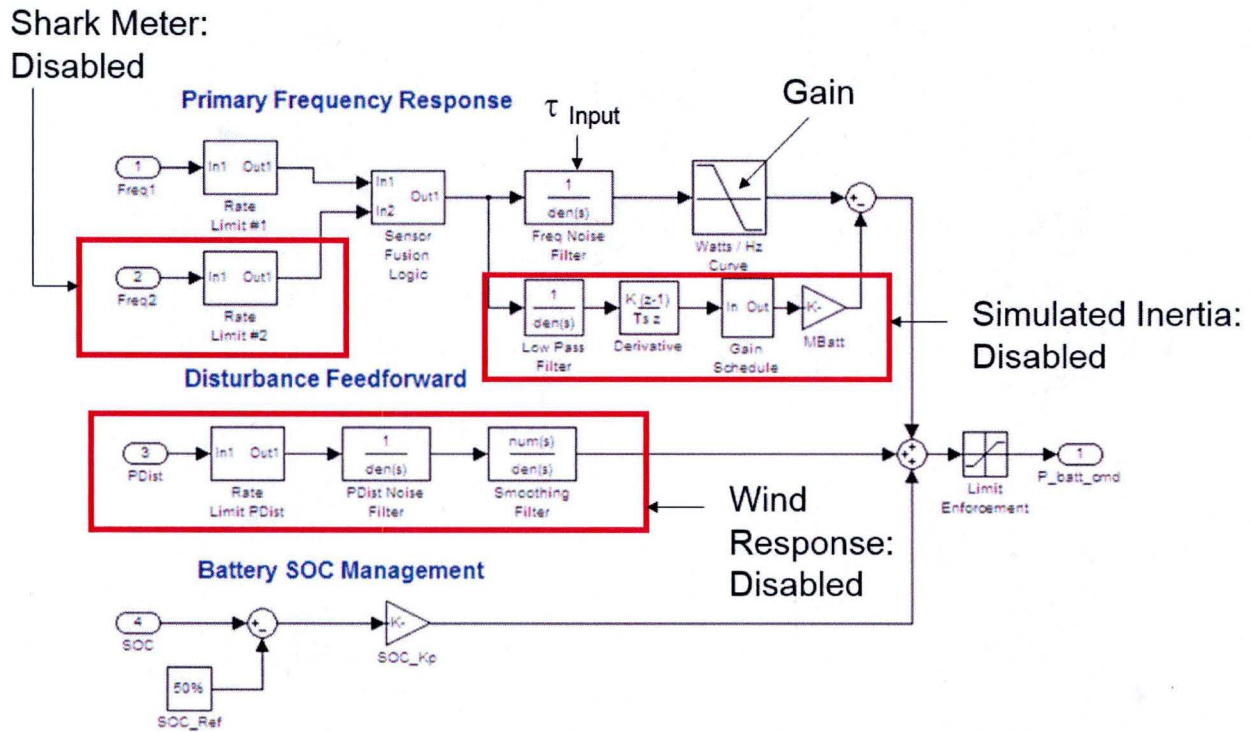 Shark Meter:
Disabled
Primary Frequency Response
τ Input
Gain
1
Freq1
In1 Out1
Rate
Limit #1
In1
In2
Out1
Sensor
Fusion
Logic
1
den(s)
Freq Noise
Filter
Watts / Hz
Curve
+-
2
Freq2
In1 Out1
Rate
Limit #2
1
den(s)
Low Pass
Filter
K (z-1)
Ts z
Derivative
In Out
Gain
Schedule
K-
MBatt
Simulated Inertia:
Disabled
Disturbance Feedforward
3
PDist
In1 Out1
Rate
Limit PDist
1
den(s)
PDist Noise
Filter
num(s)
den(s)
Smoothing
Filter
+
++
+
Limit
Enforcement
1
P_batt_cmd
Wind
Response:
Disabled
Battery SOC Management
4
SOC
+-
K-
SOC_Kp
50%
SOC_Ref